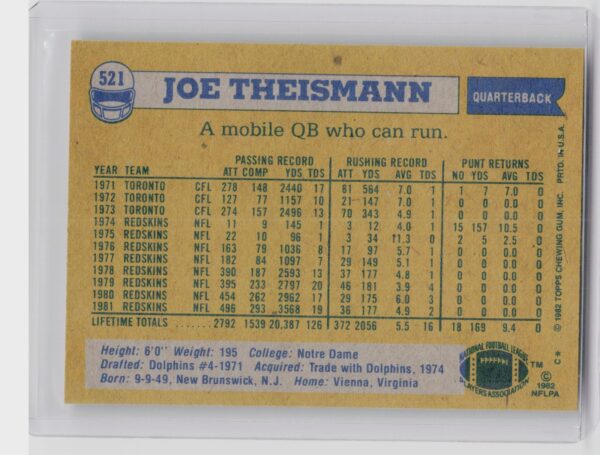 521
JOE THEISMANN
QUARTERBACK
A mobile QB who can run.
PASSING RECORD RUSHING RECORD PUNT RETURNS
YEAR TEAM ATT COMP YDS TDS ATT YDS AVG TDS NO YDS AVG TDS
1971 TORONTO CFL 278 148 2440 17 81 564 7.0 1 1 7 7.0 0
1972 TORONTO CFL 127 77 1157 10 21 147 7.0 1 0 0 0 0
1973 TORONTO CFL 274 157 2496 13 70 343 4.9 1 0 0 0 0
1974 REDSKINS NFL 11 9 145 1 3 12 4.0 1 15 157 10.5 0
1975 REDSKINS NFL 22 10 96 1 3 34 11.3 0 2 5 2.5 0
1976 REDSKINS NFL 163 79 1036 8 17 97 5.7 1 0 0 0 0
1977 REDSKINS NFL 182 84 1097 7 29 149 5.1 1 0 0 0 0
1978 REDSKINS NFL 390 187 2593 13 37 177 4.8 1 0 0 0 0
1979 REDSKINS NFL 395 233 2797 20 46 181 3.9 4 0 0 0 0
1980 REDSKINS NFL 454 262 2962 17 29 175 6.0 3 0 0 0 0
1981 REDSKINS NFL 496 293 3568 19 36 177 4.9 2 0 0 0 0
LIFETIME TOTALS ........ 2792 1539 20,387 126 372 2056 5.5 16 18 169 9.4 0
Height: 6'0" Weight: 195 College: Notre Dame
Drafted: Dolphins #4-1971 Acquired: Trade with Dolphins, 1974
Born: 9-9-49, New Brunswick, N.J. Home: Vienna, Virginia
NATIONAL FOOTBALL LEAGUE
PLAYERS ASSOCIATION
TM
© 1982
NFLPA
C*
© 1982 TOPPS CHEWING GUM, INC. PRTD. IN U.S.A.